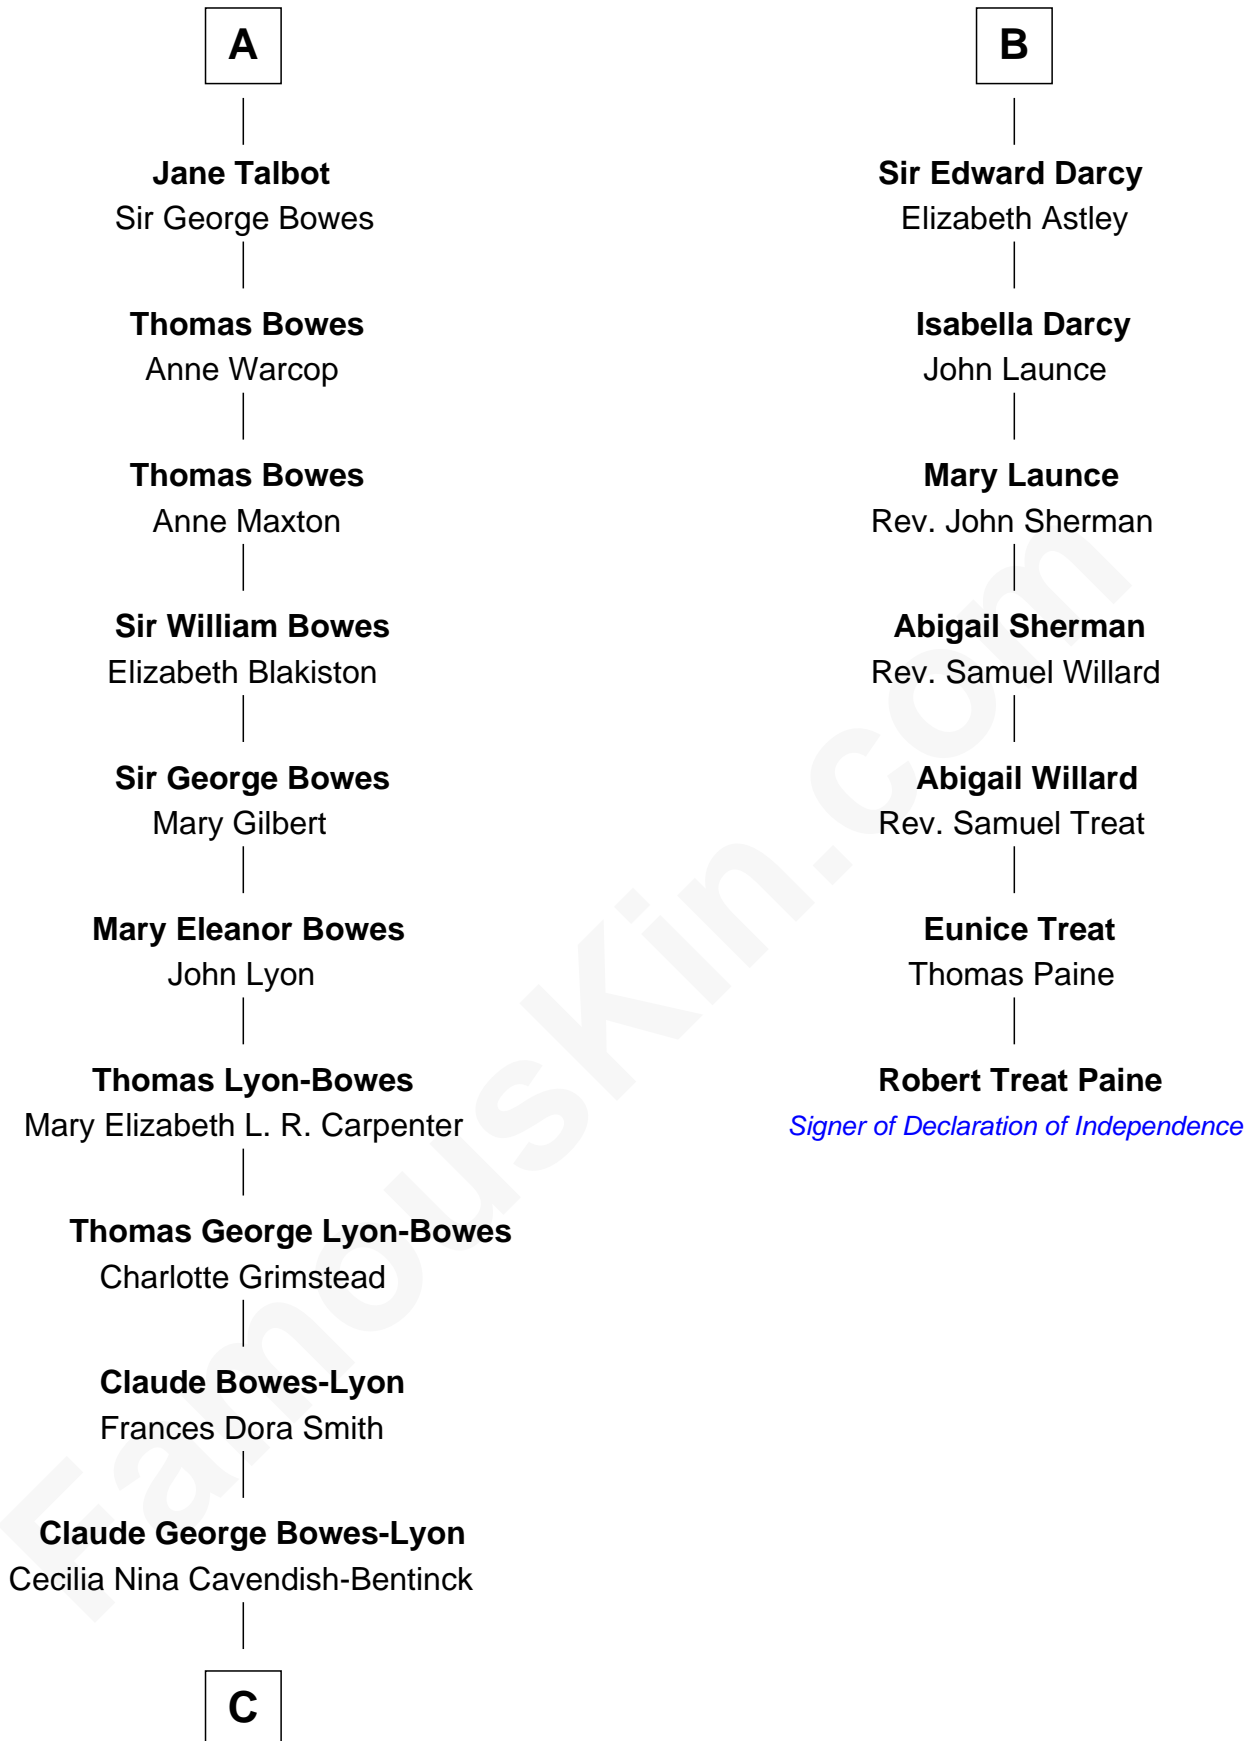 A
Jane Talbot
Sir George Bowes
Thomas Bowes
Anne Warcop
Thomas Bowes
Anne Maxton
Sir William Bowes
Elizabeth Blakiston
Sir George Bowes
Mary Gilbert
Mary Eleanor Bowes
John Lyon
Thomas Lyon-Bowes
Mary Elizabeth L. R. Carpenter
Thomas George Lyon-Bowes
Charlotte Grimstead
Claude Bowes-Lyon
Frances Dora Smith
Claude George Bowes-Lyon
Cecilia Nina Cavendish-Bentinck
C
B
Sir Edward Darcy
Elizabeth Astley
Isabella Darcy
John Launce
Mary Launce
Rev. John Sherman
Abigail Sherman
Rev. Samuel Willard
Abigail Willard
Rev. Samuel Treat
Eunice Treat
Thomas Paine
Robert Treat Paine
Signer of Declaration of Independence
FamousKin.com